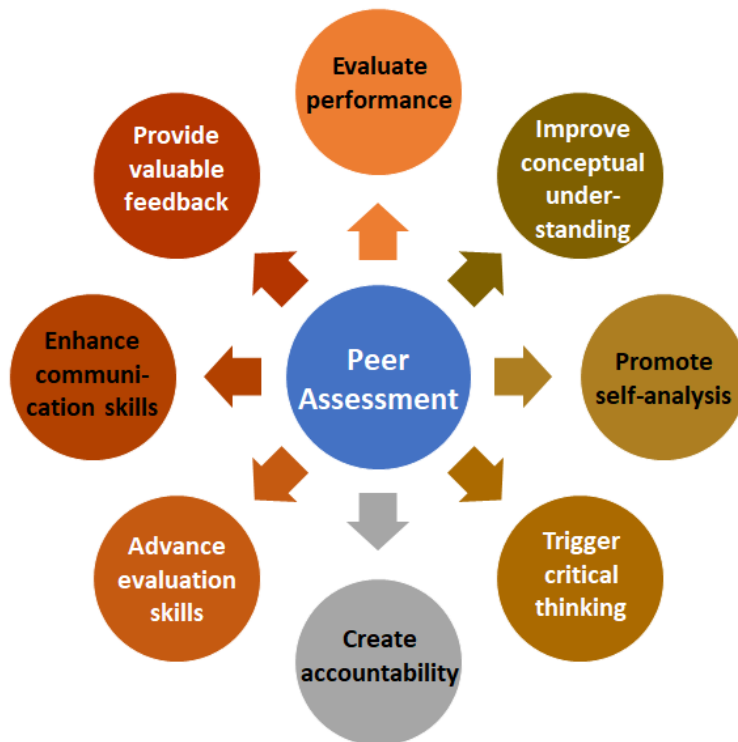 Evaluate
performance
Improve
conceptual
under-
standing
Promote
self-analysis
Trigger
critical
thinking
Create
accountability
Advance
evaluation
skills
Enhance
communi-
cation skills
Provide
valuable
feedback
Peer
Assessment